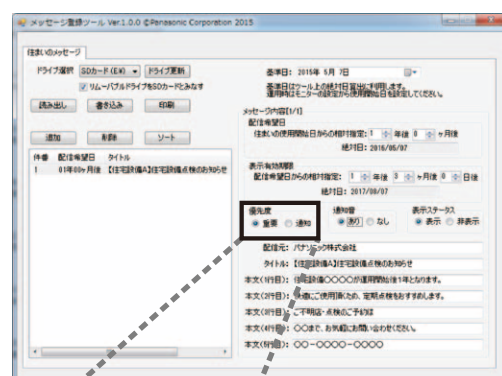 メッセージ登録ツール Ver.1.0.0 ©Panasonic Corporation 2015
住まいのメッセージ
ドライブ選択 SDカード(E:¥) ドライブ更新
リムーバブルドライブをSDカードとみなす
読み出し 書き込み 印刷
追加 削除 ソート
件番 配信希望日 タイトル
1 01年00ヶ月後 【住宅設備A】住宅設備点検のお知らせ
基準日: 2015年 5月 7日
基準日はツール上の絶対日算出に利用します。
運用時はモニターの設定から使用開始日を設定してください。
メッセージ内容[1/1]
配信希望日
住まいの使用開始日からの相対指定: 1 年後 0 ヶ月後
絶対日: 2016/05/07
表示有効期限
配信希望日からの相対指定: 1 年後 3 ヶ月後 0 日後
絶対日: 2017/08/07
優先度 通知音 表示ステータス
重要 通知 あり なし 表示 非表示
配信元: パナソニック株式会社
タイトル: 【住宅設備A】住宅設備点検のお知らせ
本文(1行目): 住宅設備〇〇〇〇が運用開始後1年となります。
本文(2行目): 快適にご使用頂くため、定期点検をおすすめします。
本文(3行目): ご不明店・点検のご予約は
本文(4行目): 〇〇まで、お気軽にお問い合わせください。
本文(5行目): 〇〇-〇〇〇〇-〇〇〇〇